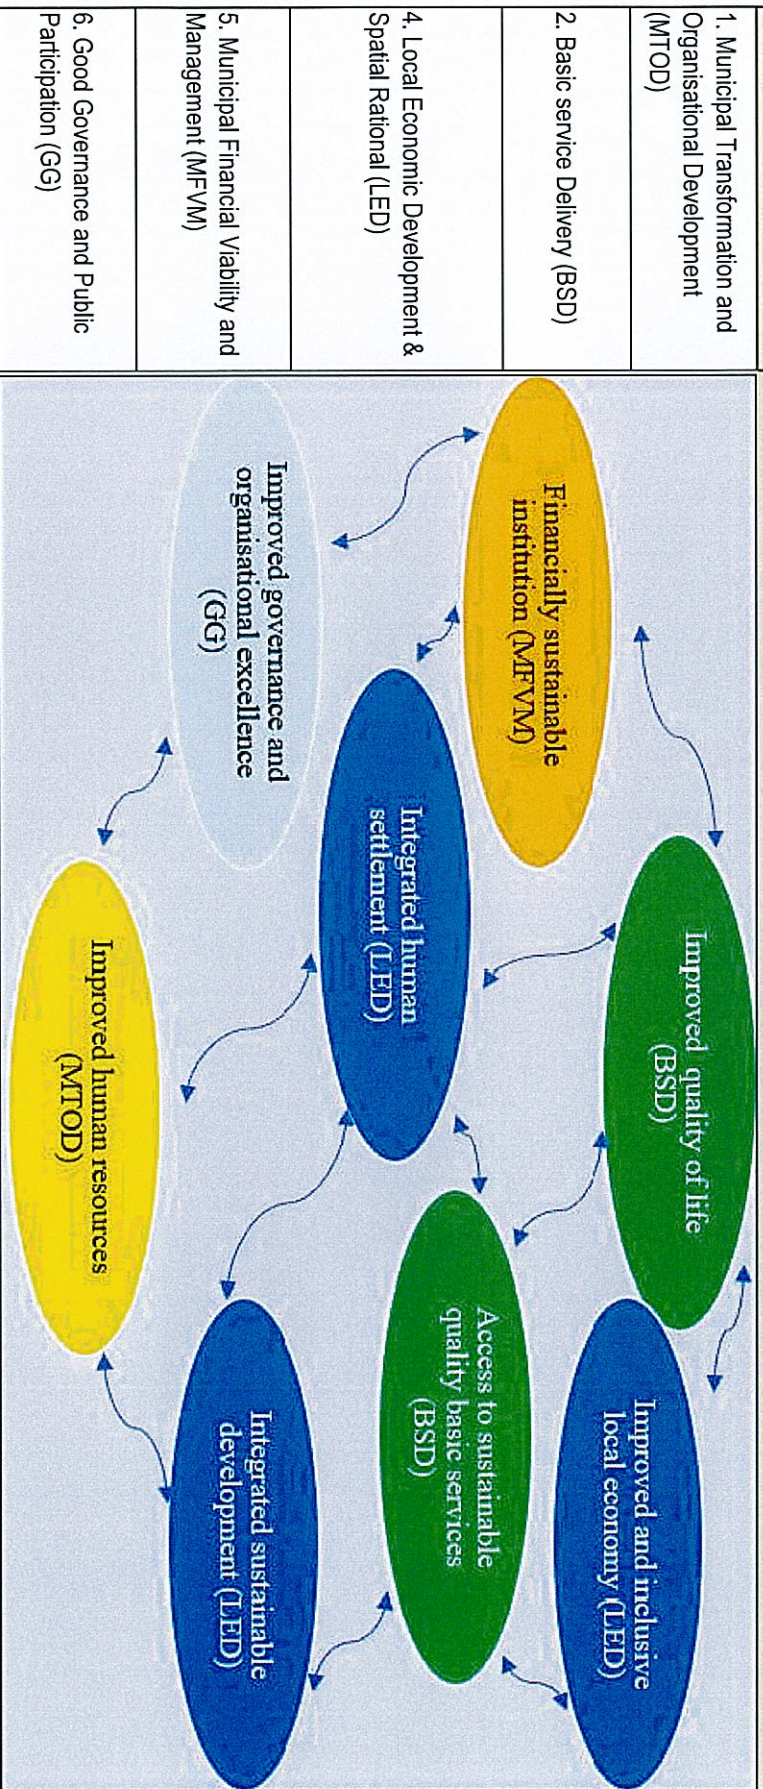 1. Municipal Transformation and
Organisational Development
(MTOD)
2. Basic service Delivery (BSD)
4. Local Economic Development &
Spatial Rational (LED)
5. Municipal Financial Viability and
Management (MFVM)
6. Good Governance and Public
Participation (GG)
Improved quality of life
(BSD)
Improved and inclusive
local economy (LED)
Financially sustainable
institution (MFVM)
Access to sustainable
quality basic services
(BSD)
Integrated human
settlement (LED)
Improved governance and
organisational excellence
(GG)
Integrated sustainable
development (LED)
Improved human resources
(MTOD)